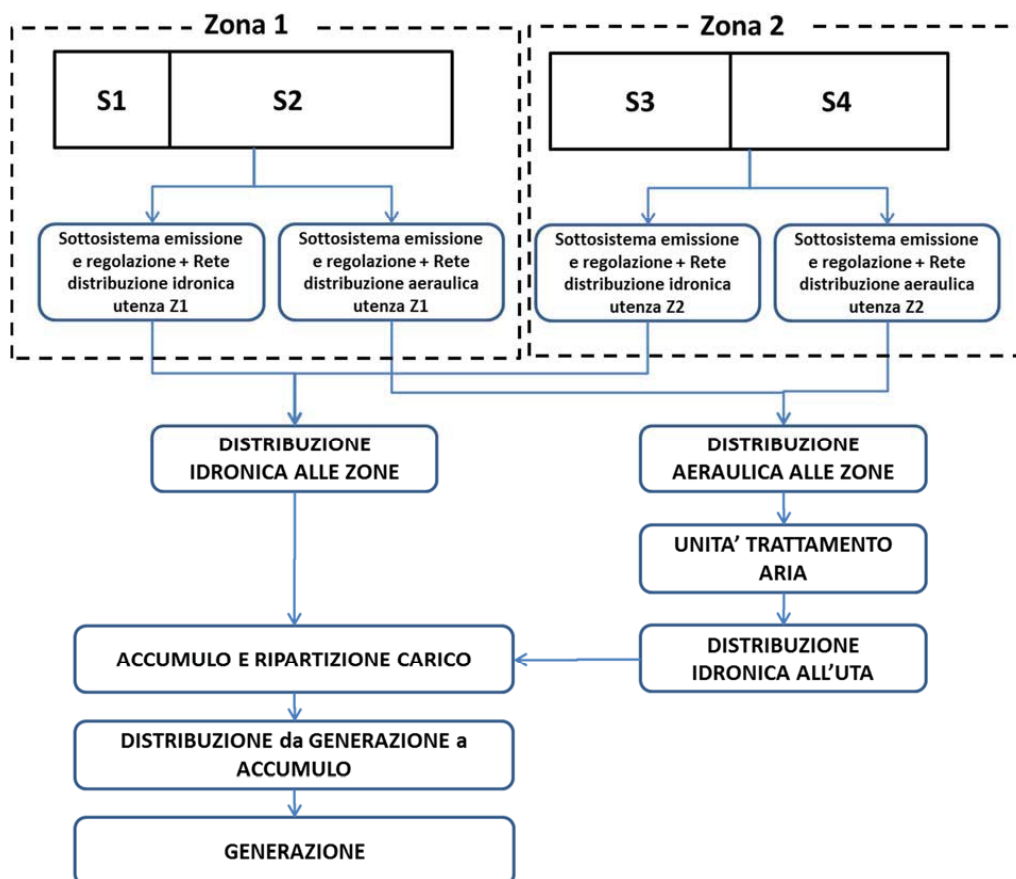 Zona 1
Zona 2
S1
S2
S3
S4
Sottosistema emissione
e regolazione + Rete
distribuzione idronica
utenza Z1
Sottosistema emissione
e regolazione + Rete
distribuzione aeraulica
utenza Z1
Sottosistema emissione
e regolazione + Rete
distribuzione idronica
utenza Z2
Sottosistema emissione
e regolazione + Rete
distribuzione aeraulica
utenza Z2
DISTRIBUZIONE
IDRONICA ALLE ZONE
DISTRIBUZIONE
AERAULICA ALLE ZONE
UNITA’ TRATTAMENTO
ARIA
ACCUMULO E RIPARTIZIONE CARICO
DISTRIBUZIONE
IDRONICA ALL’UTA
DISTRIBUZIONE da GENERAZIONE a
ACCUMULO
GENERAZIONE